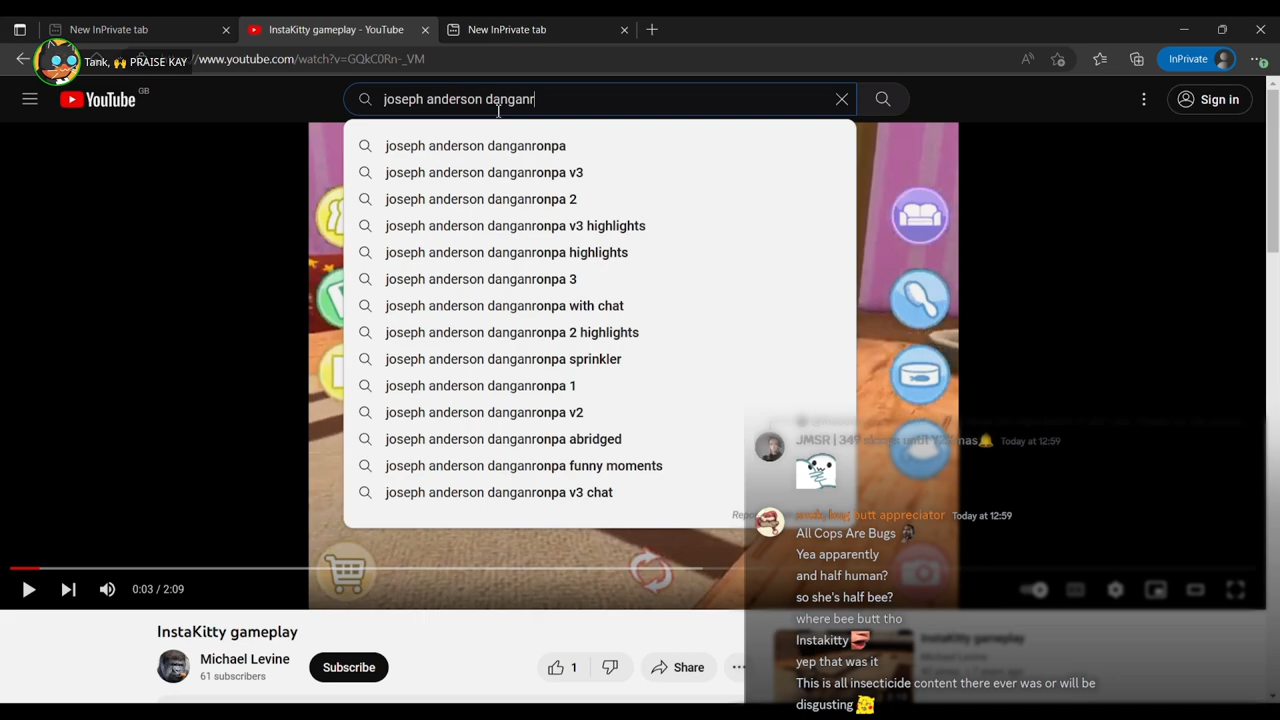 New InPrivate tab
InstaKitty gameplay - YouTube
New InPrivate tab
Tank, 🙌 PRAISE KAY
www.youtube.com/watch?v=GQkC0Rn-_VM
InPrivate
YouTube GB
joseph anderson danganr
Sign in
joseph anderson danganronpa
joseph anderson danganronpa v3
joseph anderson danganronpa 2
joseph anderson danganronpa v3 highlights
joseph anderson danganronpa highlights
joseph anderson danganronpa 3
joseph anderson danganronpa with chat
joseph anderson danganronpa 2 highlights
joseph anderson danganronpa sprinkler
joseph anderson danganronpa 1
joseph anderson danganronpa v2
joseph anderson danganronpa abridged
joseph anderson danganronpa funny moments
joseph anderson danganronpa v3 chat
JMSR | 349 Today at 12:59
butt appreciator Today at 12:59
All Cops Are Bugs
Yea apparently
and half human?
so she's half bee?
where bee butt tho
Instakitty
yep that was it
This is all insecticide content there ever was or will be
disgusting
0:03 / 2:09
InstaKitty gameplay
Michael Levine
61 subscribers
Subscribe
1
Share
InstaKitty gameplay
Michael Levine